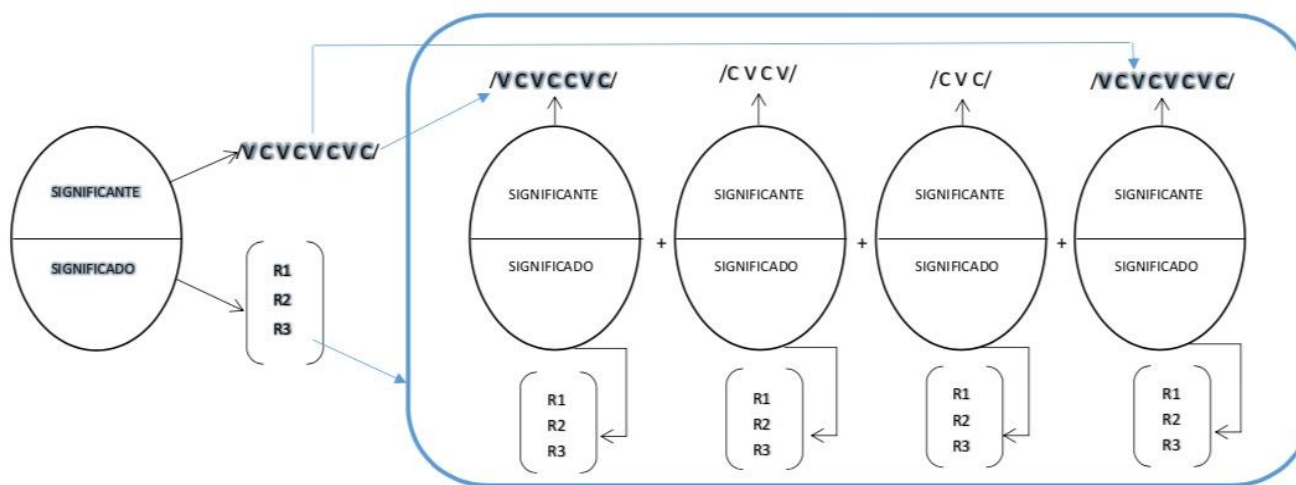 /VCVCCVC/ /CVCV/ /CVC/ /VCVCVCVC/
/VCVCVCVC/
SIGNIFICANTE SIGNIFICANTE SIGNIFICANTE SIGNIFICANTE SIGNIFICANTE
+ + +
SIGNIFICADO SIGNIFICADO SIGNIFICADO SIGNIFICADO SIGNIFICADO
R1
R2
R3
R1 R1 R1 R1
R2 R2 R2 R2
R3 R3 R3 R3